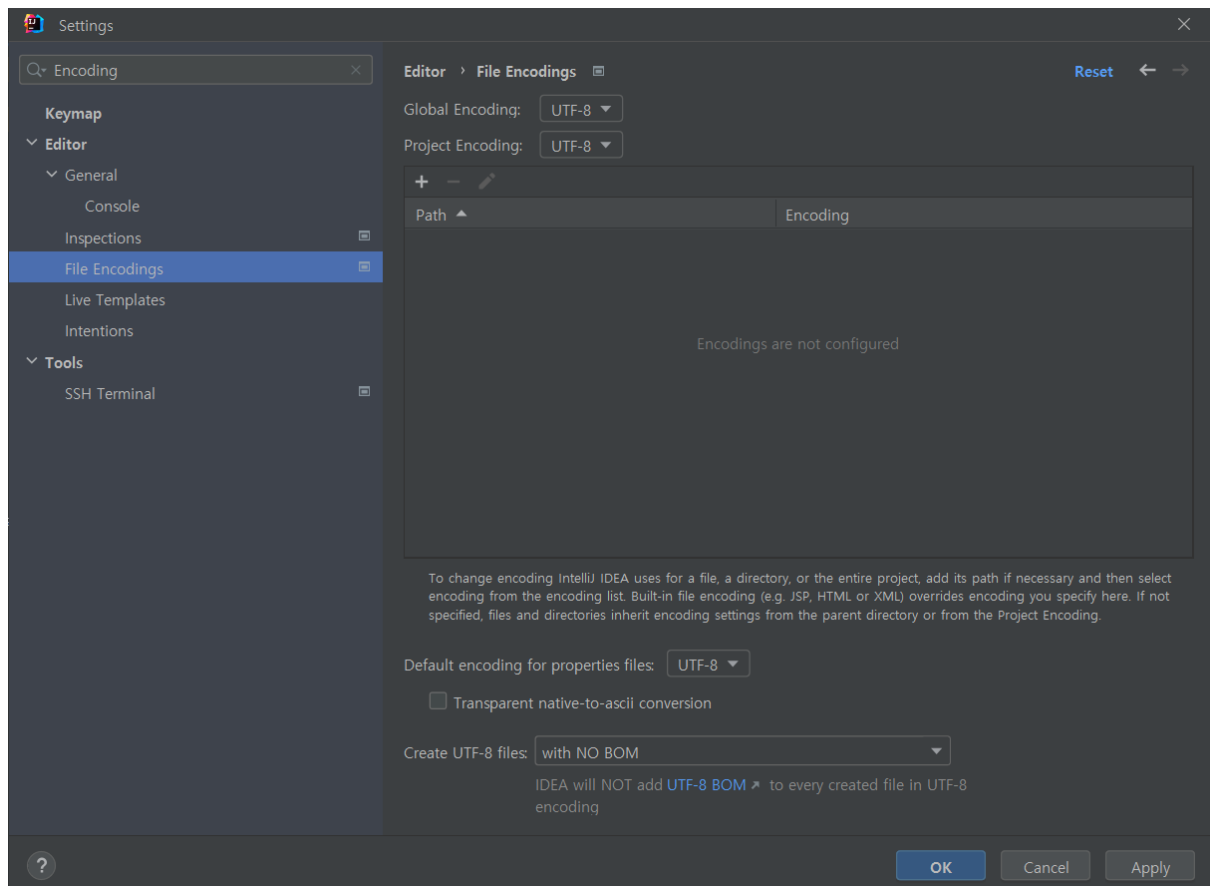 Settings
Encoding
Keymap
Editor
General
Console
Inspections
File Encodings
Live Templates
Intentions
Tools
SSH Terminal
Editor › File Encodings
Reset
Global Encoding: UTF-8
Project Encoding: UTF-8
Path Encoding
Encodings are not configured
To change encoding IntelliJ IDEA uses for a file, a directory, or the entire project, add its path if necessary and then select
encoding from the encoding list. Built-in file encoding (e.g. JSP, HTML or XML) overrides encoding you specify here. If not
specified, files and directories inherit encoding settings from the parent directory or from the Project Encoding.
Default encoding for properties files: UTF-8
Transparent native-to-ascii conversion
Create UTF-8 files: with NO BOM
IDEA will NOT add UTF-8 BOM ↗ to every created file in UTF-8
encoding
?
OK Cancel Apply